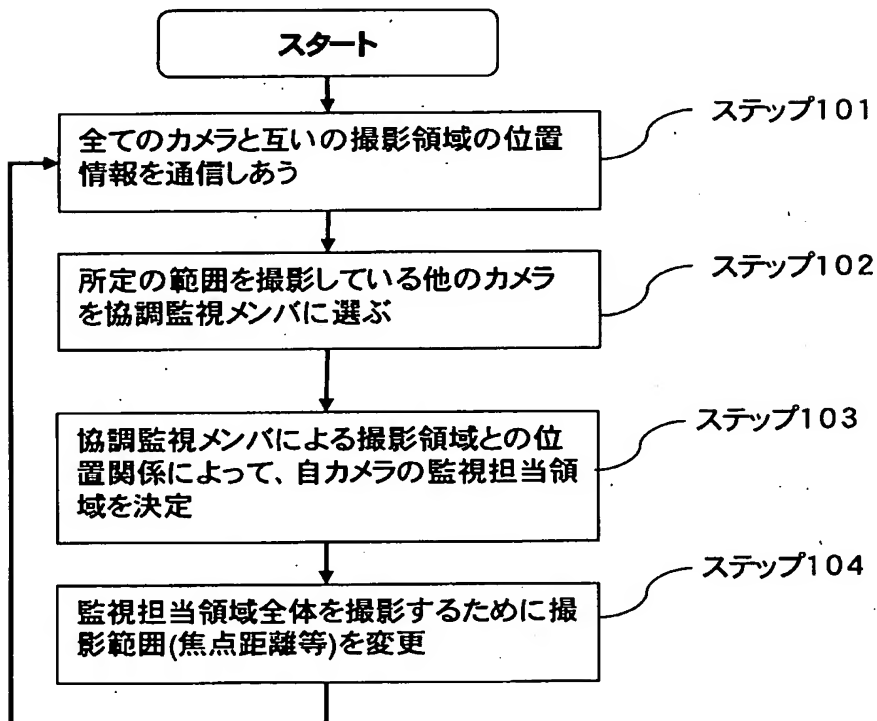 スタート
全てのカメラと互いの撮影領域の位置
情報を通信しあう
ステップ101
所定の範囲を撮影している他のカメラ
を協調監視メンバに選ぶ
ステップ102
協調監視メンバによる撮影領域との位
置関係によって、自カメラの監視担当領
域を決定
ステップ103
監視担当領域全体を撮影するために撮
影範囲(焦点距離等)を変更
ステップ104